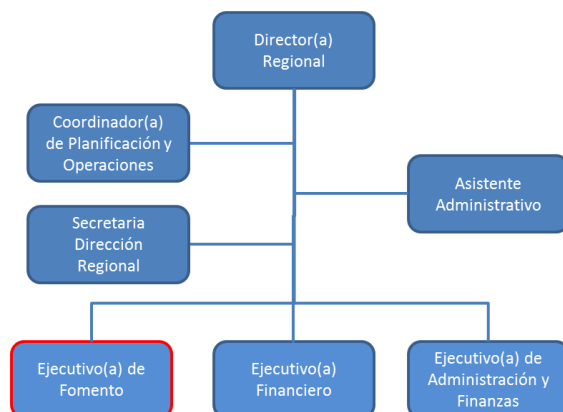 Director(a)
Regional
Coordinador(a)
de Planificación y
Operaciones
Asistente
Administrativo
Secretaria
Dirección
Regional
Ejecutivo(a) de
Fomento
Ejecutivo(a)
Financiero
Ejecutivo(a) de
Administración y
Finanzas